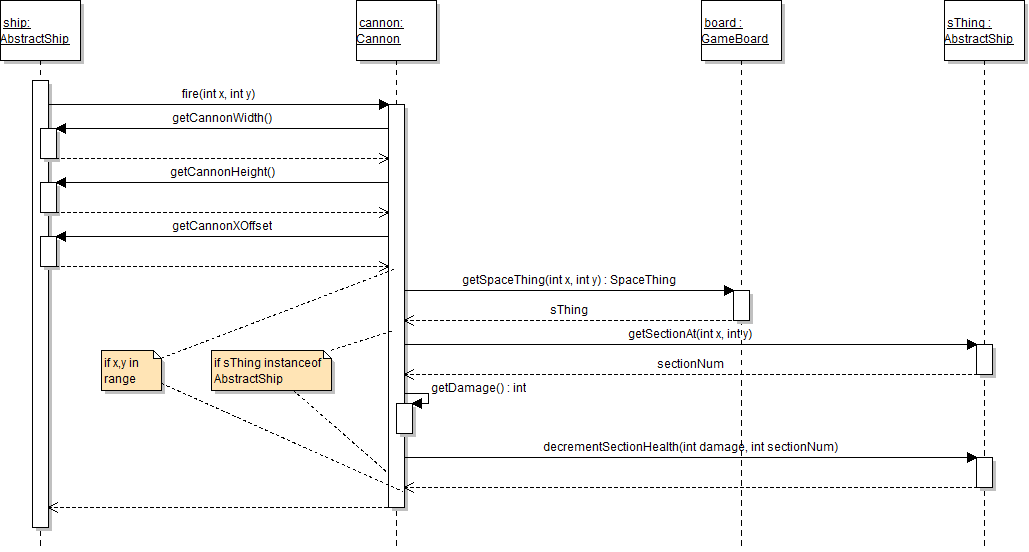 ship:
AbstractShip
cannon:
Cannon
board :
GameBoard
sThing :
AbstractShip
fire(int x, int y)
getCannonWidth()
getCannonHeight()
getCannonXOffset
getSpaceThing(int x, int y) : SpaceThing
sThing
getSectionAt(int x, int y)
if x,y in
range
if sThing instanceof
AbstractShip
sectionNum
getDamage() : int
decrementSectionHealth(int damage, int sectionNum)